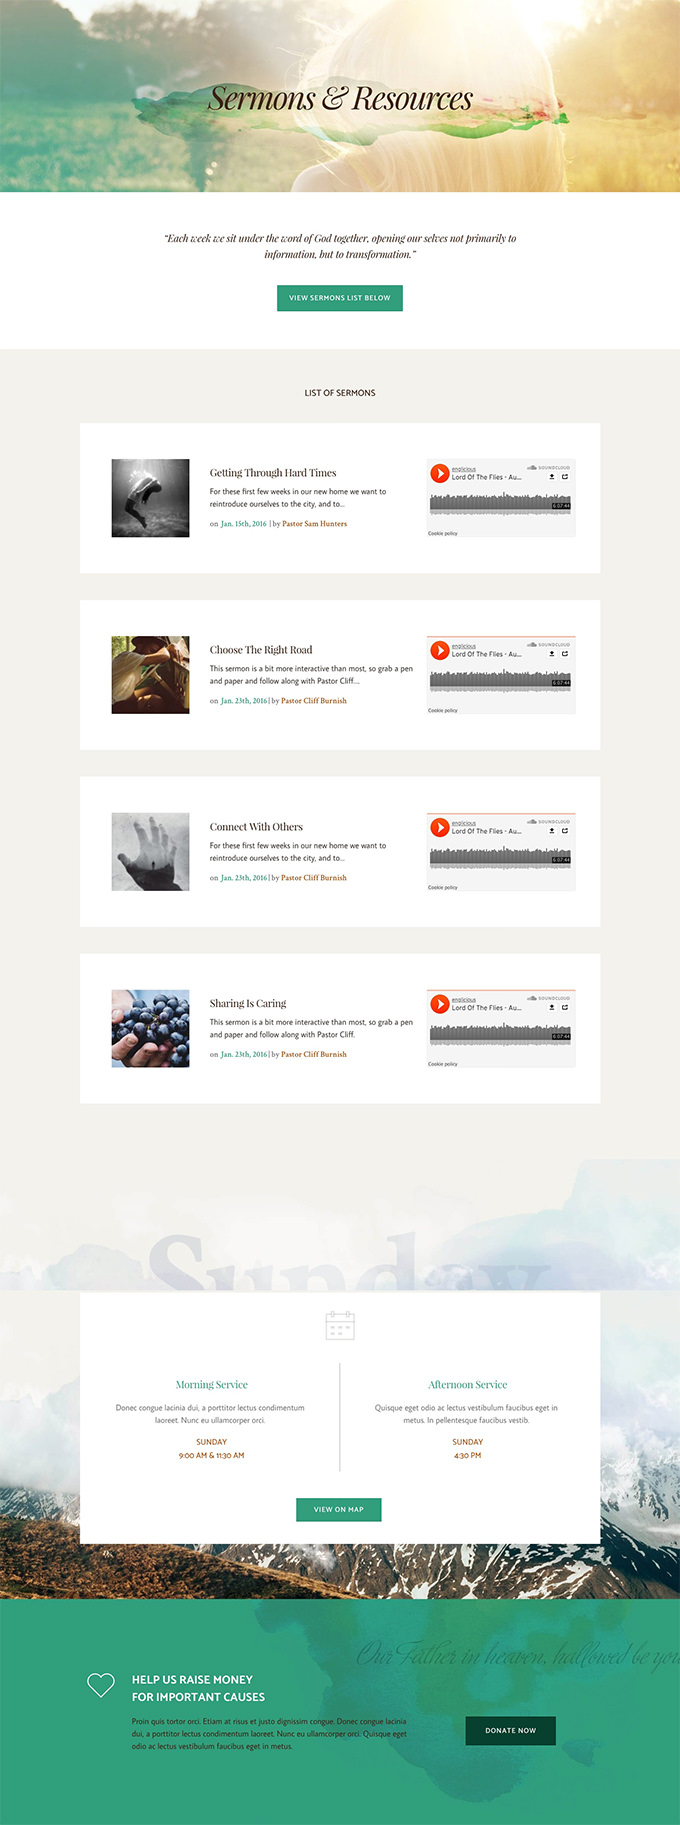 Sermons & Resources
“Each week we sit under the word of God together, opening our selves not primarily to
information, but to transformation.”
VIEW SERMONS LIST BELOW
LIST OF SERMONS
Getting Through Hard Times
For these first few weeks in our new home we want to
reintroduce ourselves to the city, and to...
on Jan. 15th, 2016 | by Pastor Sam Hunters
englicious
SOUNDCLOUD
Lord Of The Flies - Au...
6:07:44
Cookie policy
Choose The Right Road
This sermon is a bit more interactive than most, so grab a pen
and paper and follow along with Pastor Cliff....
on Jan. 23th, 2016 | by Pastor Cliff Burnish
englicious
SOUNDCLOUD
Lord Of The Flies - Au...
6:07:44
Cookie policy
Connect With Others
For these first few weeks in our new home we want to
reintroduce ourselves to the city, and to...
on Jan. 23th, 2016 | by Pastor Cliff Burnish
englicious
SOUNDCLOUD
Lord Of The Flies - Au...
6:07:44
Cookie policy
Sharing Is Caring
This sermon is a bit more interactive than most, so grab a pen
and paper and follow along with Pastor Cliff.
on Jan. 23th, 2016 | by Pastor Cliff Burnish
englicious
SOUNDCLOUD
Lord Of The Flies - Au...
6:07:44
Cookie policy
Sunday
Morning Service
Donec congue lacinia dui, a porttitor lectus condimentum
laoreet. Nunc eu ullamcorper orci.
SUNDAY
9:00 AM & 11:30 AM
Afternoon Service
Quisque eget odio ac lectus vestibulum faucibus eget in
metus. In pellentesque faucibus vestib.
SUNDAY
4:30 PM
VIEW ON MAP
Our Father in heaven, hallowed be you
HELP US RAISE MONEY
FOR IMPORTANT CAUSES
Proin quis tortor orci. Etiam at risus et justo dignissim congue. Donec congue lacinia
dui, a porttitor lectus condimentum laoreet. Nunc eu ullamcorper orci. Quisque eget
odio ac lectus vestibulum faucibus eget in metus.
DONATE NOW